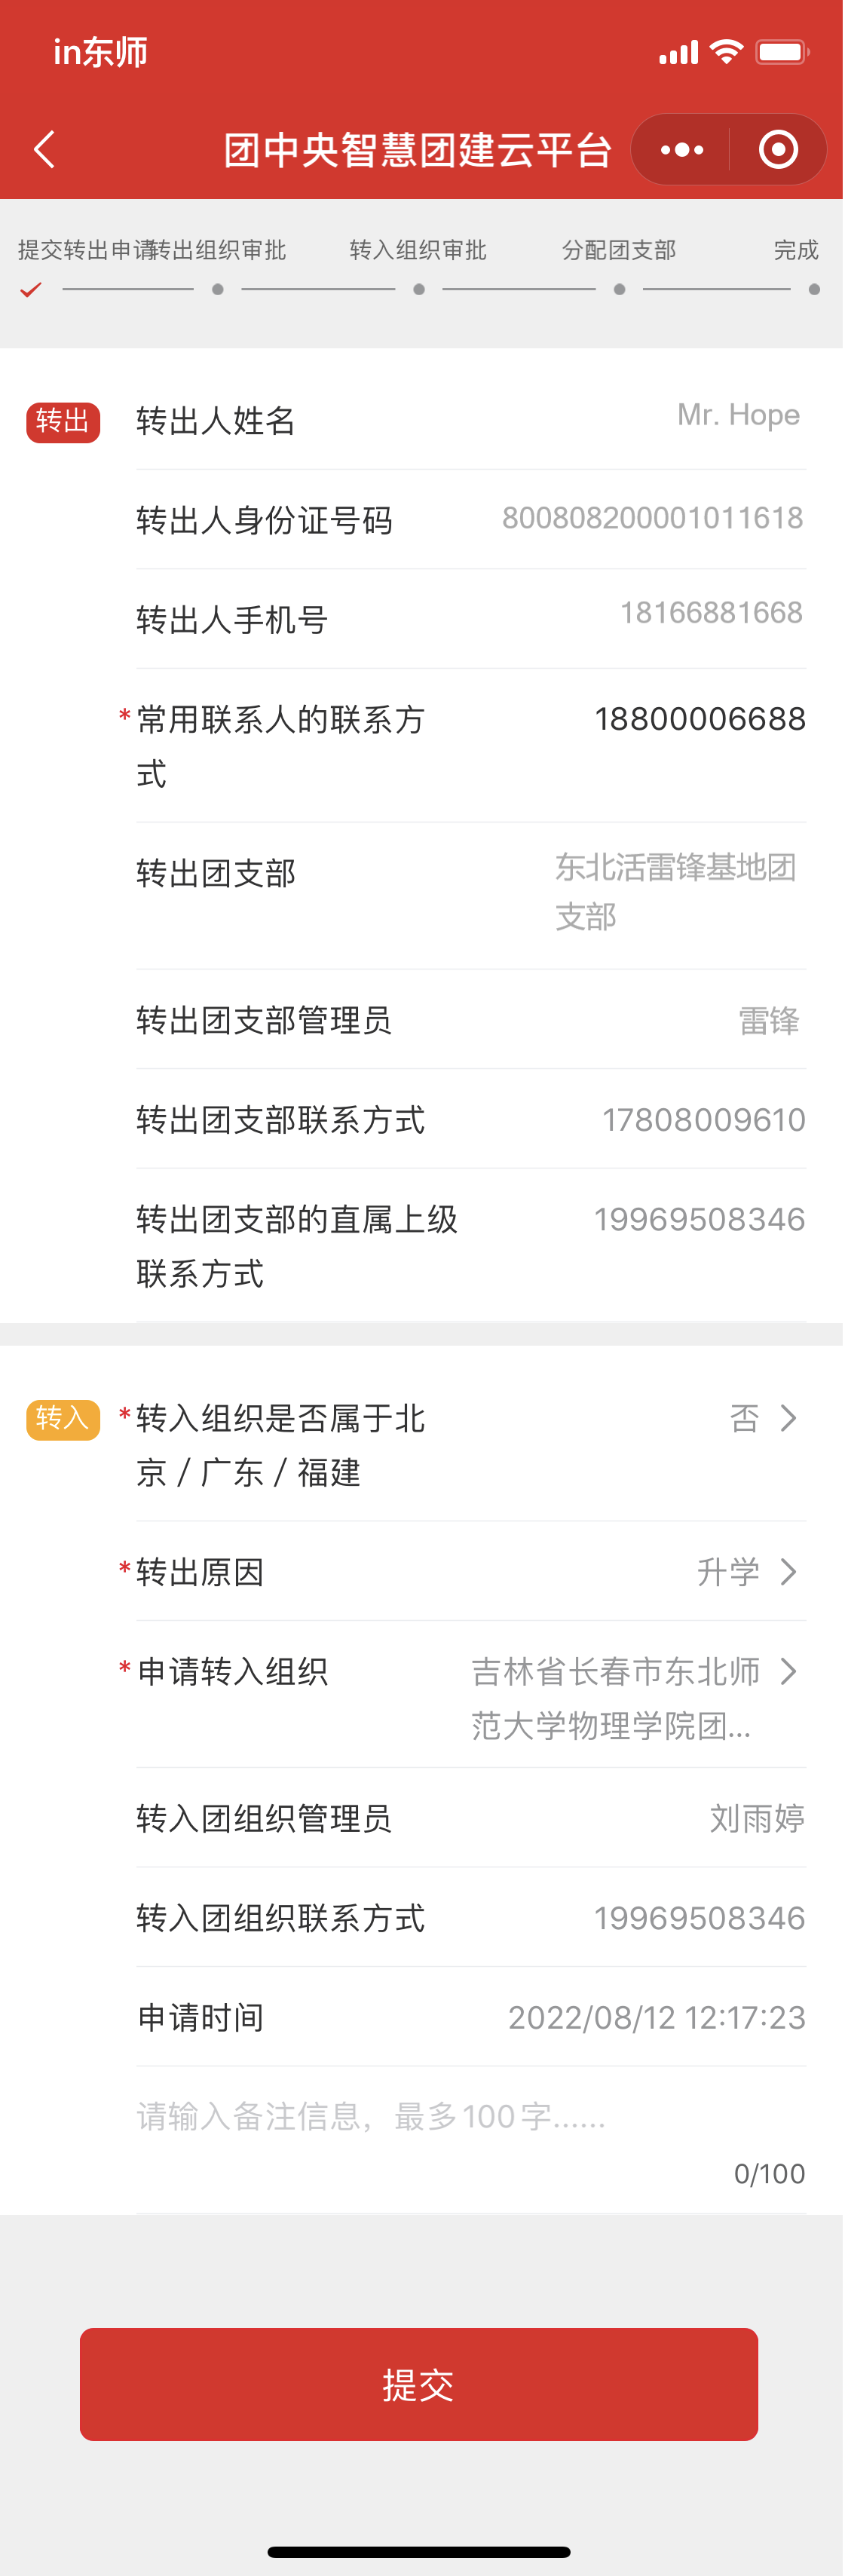 in东师
团中央智慧团建云平台
提交转出申请
转出组织审批
转入组织审批
分配团支部
完成
转出
转出人姓名
Mr. Hope
转出人身份证号码
800808200001011618
转出人手机号
18166881668
*常用联系人的联系方
式
18800006688
转出团支部
东北活雷锋基地团
支部
转出团支部管理员
雷锋
转出团支部联系方式
17808009610
转出团支部的直属上级
联系方式
19969508346
转入
*转入组织是否属于北
京 / 广东 / 福建
否
*转出原因
升学
*申请转入组织
吉林省长春市东北师
范大学物理学院团...
转入团组织管理员
刘雨婷
转入团组织联系方式
19969508346
申请时间
2022/08/12 12:17:23
请输入备注信息，最多100字......
0/100
提交